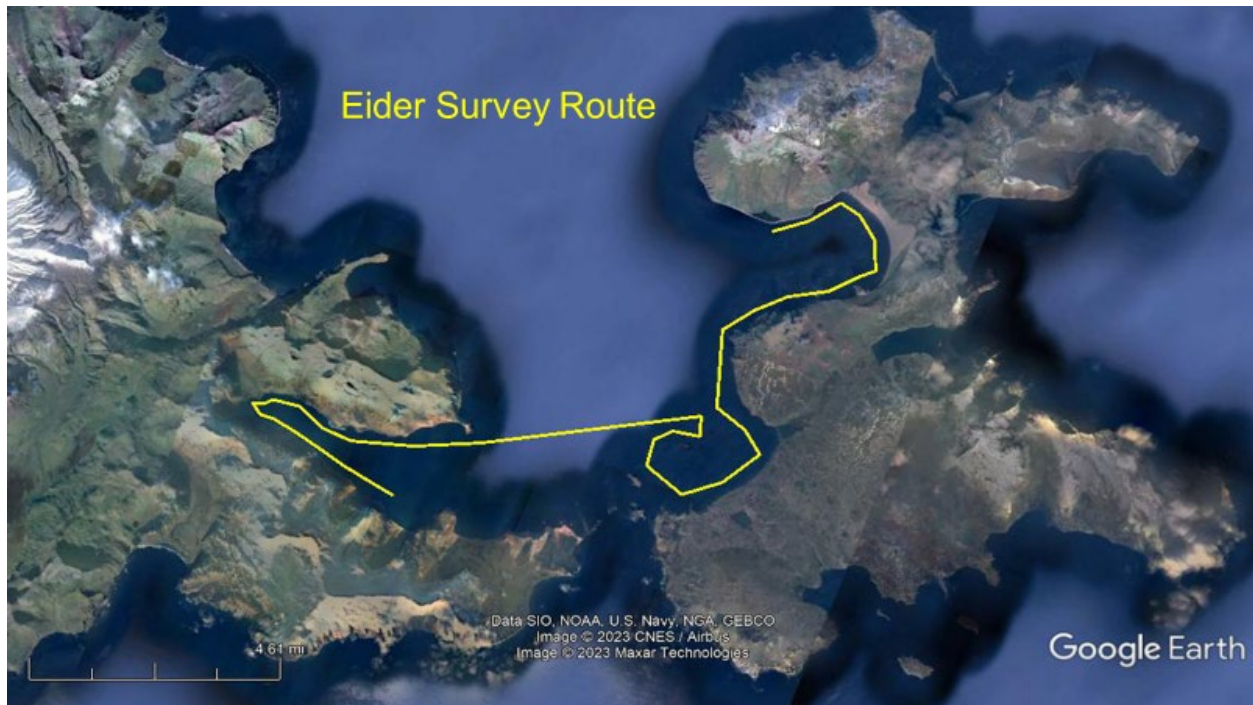 Eider Survey Route
Data SIO, NOAA, U.S. Navy, NGA, GEBCO
Image © 2023 CNES / Airbus
Image © 2023 Maxar Technologies
4.61 mi
Google Earth